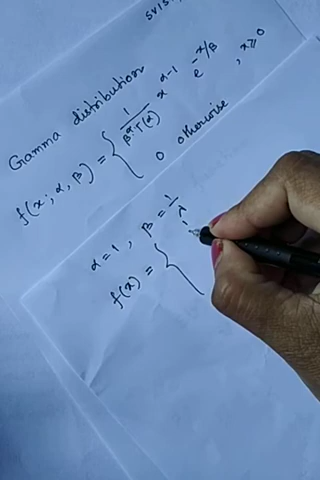 Gamma distribution
f(x; α, β) = { 1/(β^α Γ(α)) x^(α-1) e^(-x/β) , x≥0
0 otherwise
α=1, β = 1/λ
f(x) = {